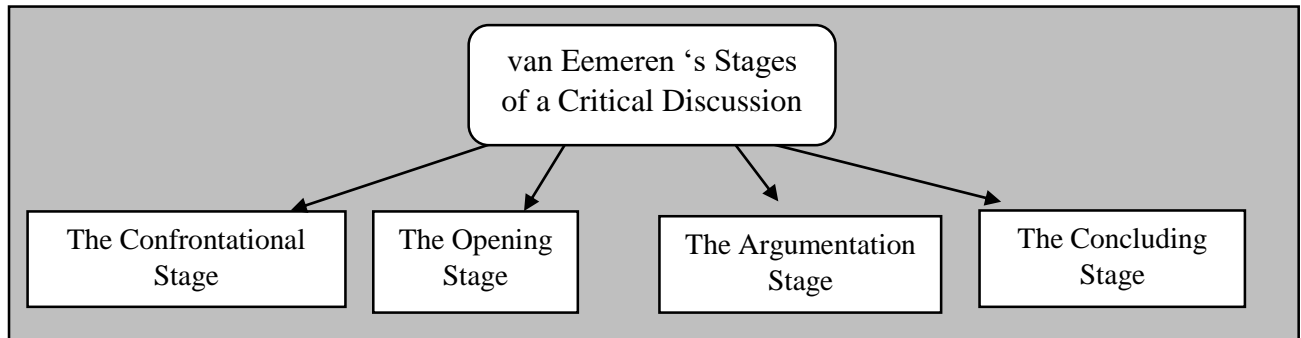 van Eemeren ‘s Stages
of a Critical Discussion
The Confrontational
Stage
The Opening
Stage
The Argumentation
Stage
The Concluding
Stage